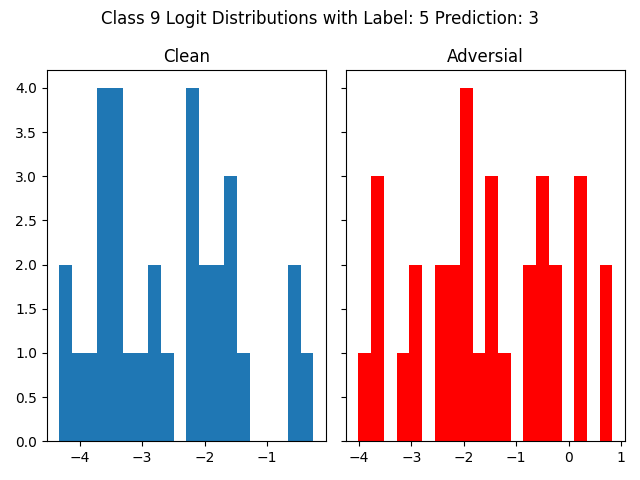 Class 9 Logit Distributions with Label: 5 Prediction: 3
Clean
Adversial
4.0
3.5
3.0
2.5
2.0
1.5
1.0
0.5
0.0
−4 −3 −2 −1
−4 −3 −2 −1 0 1